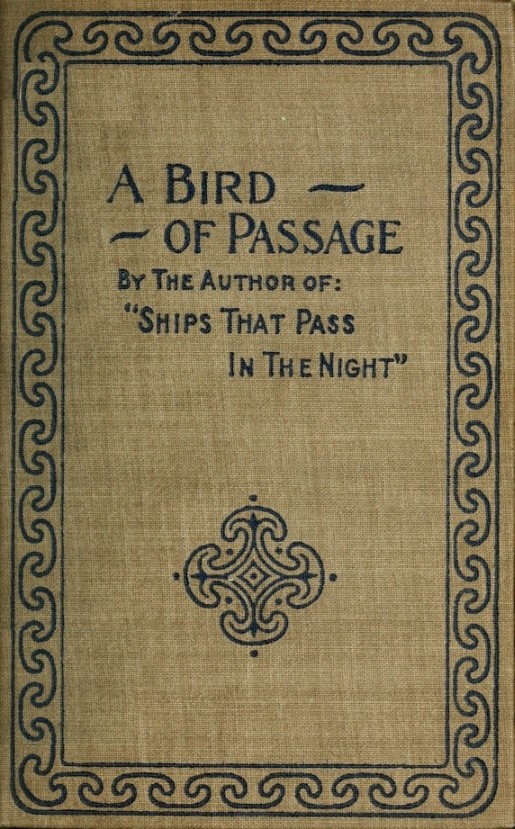 A BIRD ~
~ OF PASSAGE
BY THE AUTHOR OF:
"SHIPS THAT PASS
IN THE NIGHT"